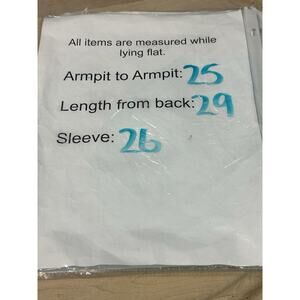 All items are measured while
lying flat.
Armpit to Armpit: 25
Length from back: 29
Sleeve: 26